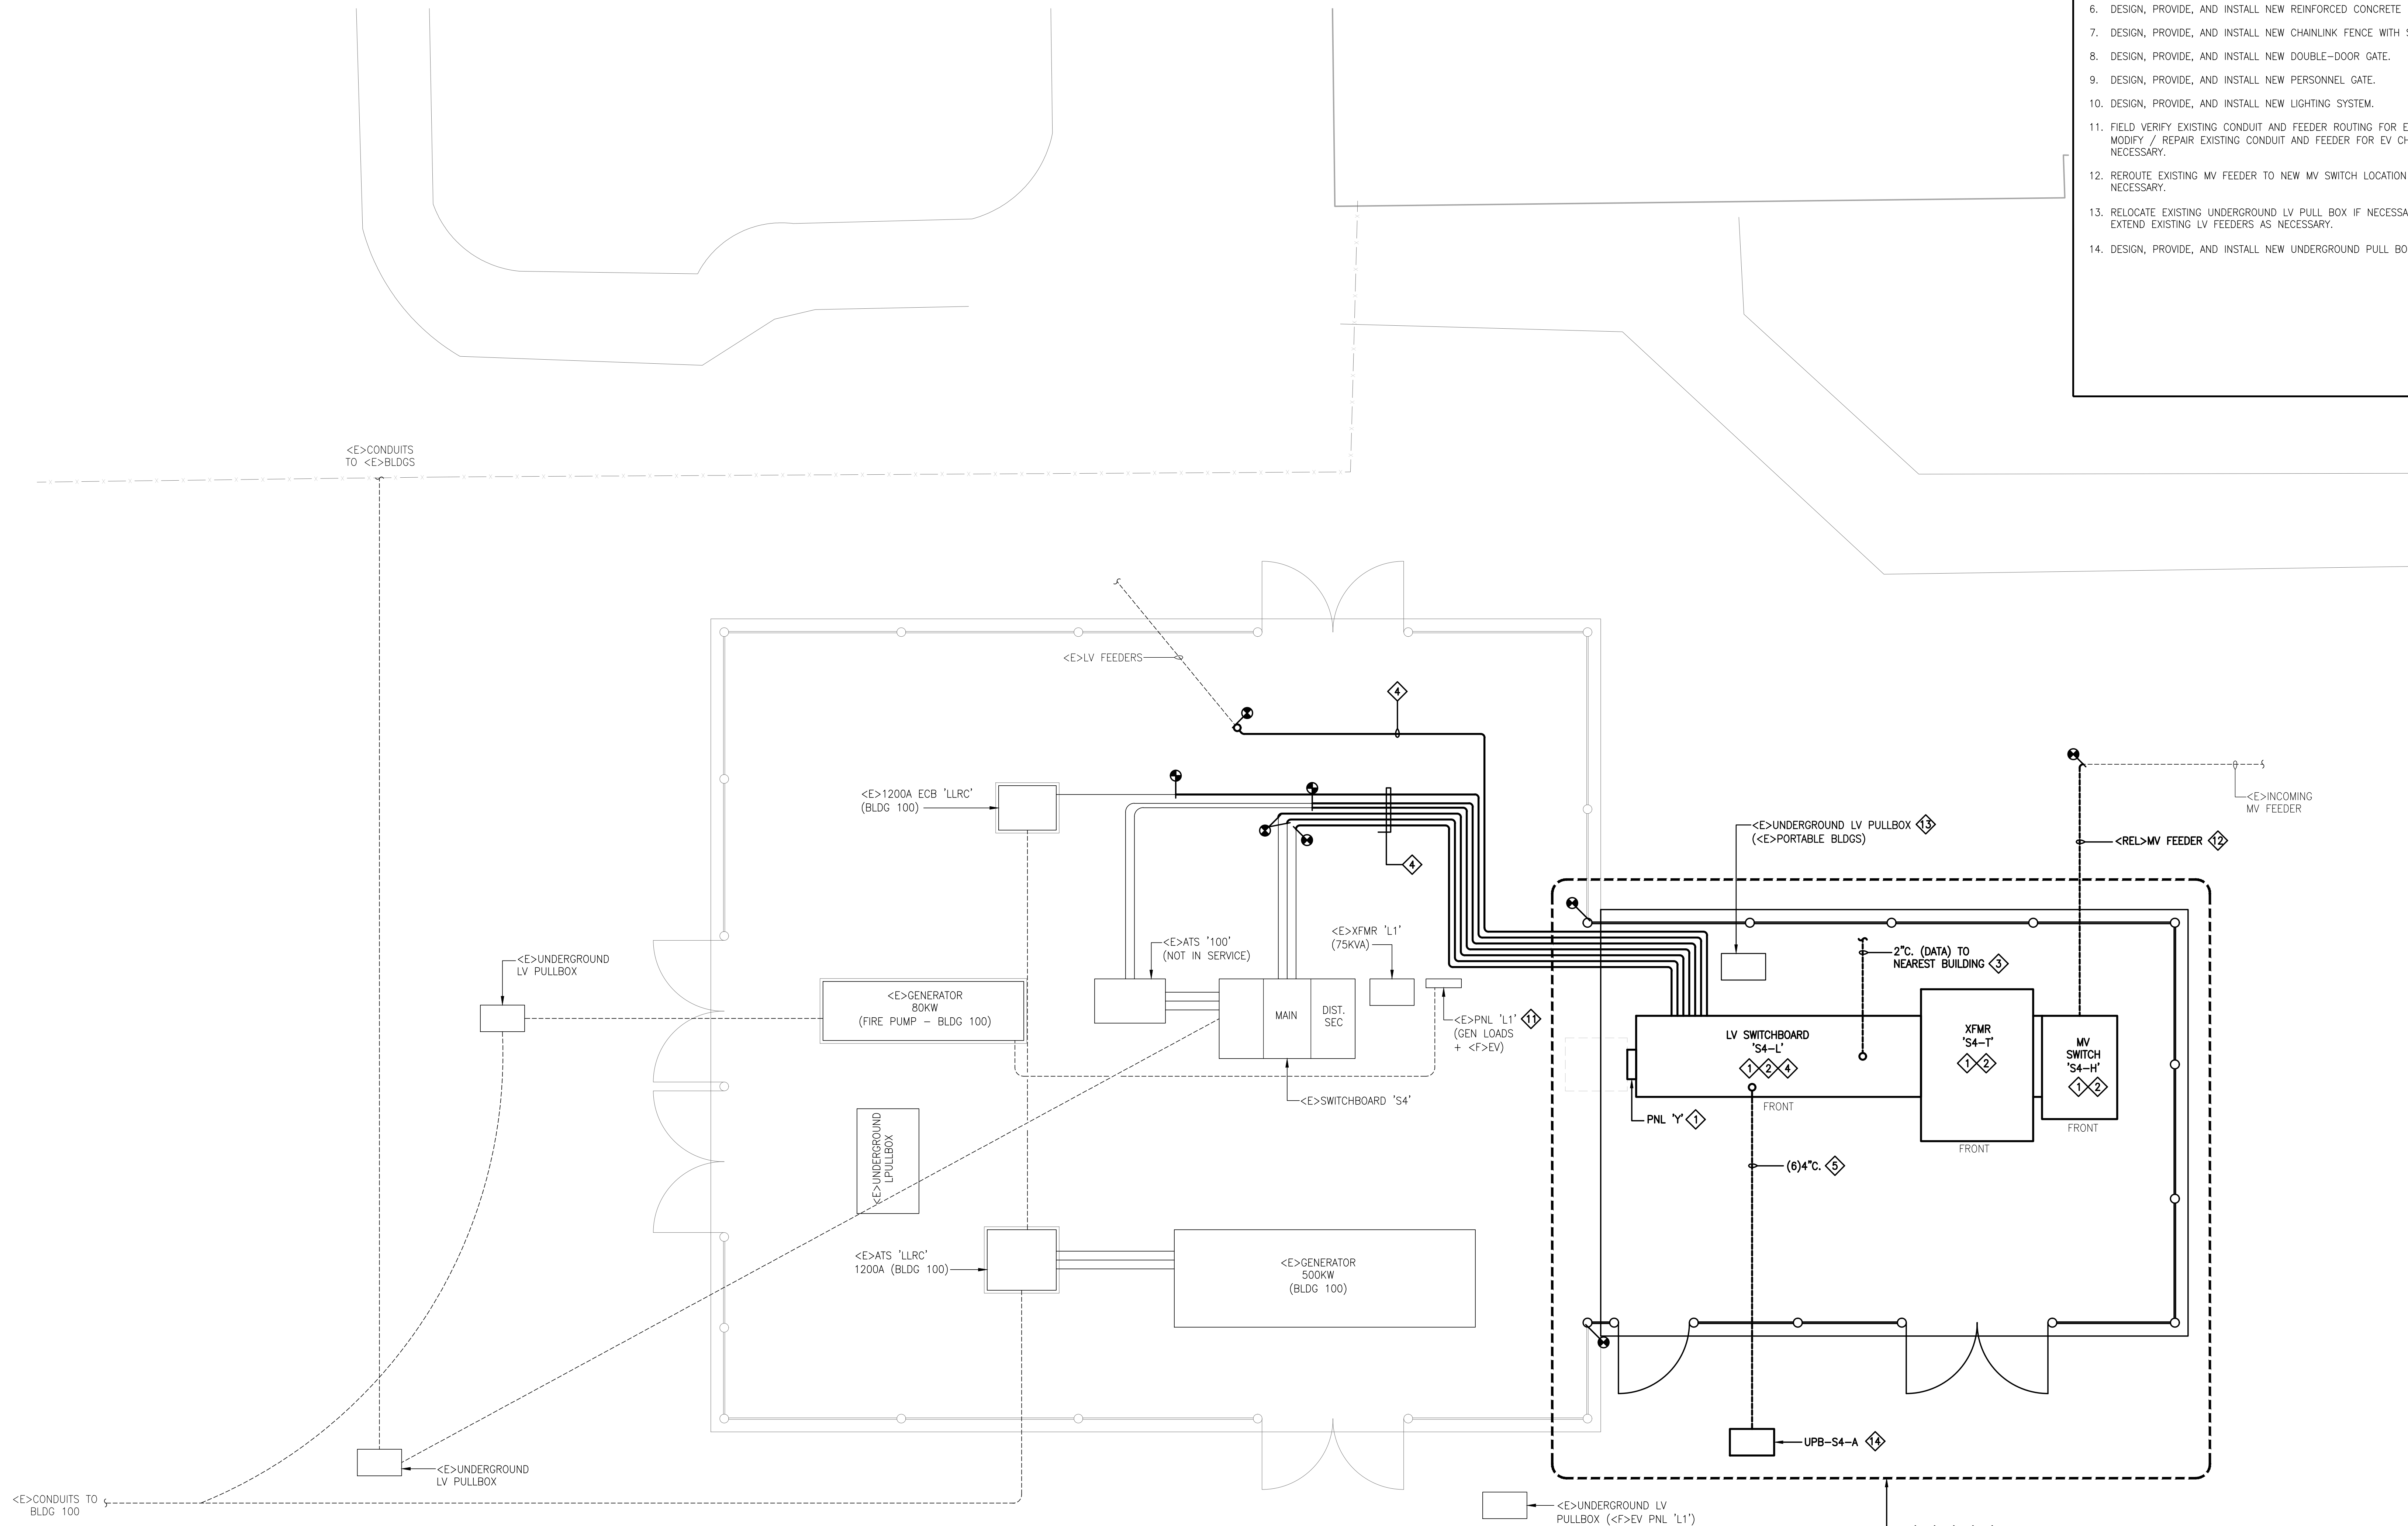 6. DESIGN, PROVIDE, AND INSTALL NEW REINFORCED CONCRETE
7. DESIGN, PROVIDE, AND INSTALL NEW CHAINLINK FENCE WITH
8. DESIGN, PROVIDE, AND INSTALL NEW DOUBLE-DOOR GATE.
9. DESIGN, PROVIDE, AND INSTALL NEW PERSONNEL GATE.
10. DESIGN, PROVIDE, AND INSTALL NEW LIGHTING SYSTEM.
11. FIELD VERIFY EXISTING CONDUIT AND FEEDER ROUTING FOR
MODIFY / REPAIR EXISTING CONDUIT AND FEEDER FOR EV
NECESSARY.
12. REROUTE EXISTING MV FEEDER TO NEW MV SWITCH LOCATION
NECESSARY.
13. RELOCATE EXISTING UNDERGROUND LV PULL BOX IF
EXTEND EXISTING LV FEEDERS AS NECESSARY.
14. DESIGN, PROVIDE, AND INSTALL NEW UNDERGROUND PULL
<E>CONDUITS
TO <E>BLDGS
<E>LV FEEDERS
4
<E>1200A ECB 'LLRC'
(BLDG 100)
4
<E>INCOMING
MV FEEDER
<E>UNDERGROUND LV PULLBOX 13
(<E>PORTABLE BLDGS)
<REL>MV FEEDER 12
<E>UNDERGROUND
LV PULLBOX
<E>ATS '100'
(NOT IN SERVICE)
<E>XFMR 'L1'
(75KVA)
2"C. (DATA) TO
NEAREST BUILDING 3
<E>GENERATOR
80KW
(FIRE PUMP - BLDG 100)
MAIN
DIST.
SEC
<E>PNL 'L1' 11
(GEN LOADS
+ <F>EV)
LV SWITCHBOARD
'S4-L'
1 2 4
FRONT
XFMR
'S4-T'
1 2
FRONT
MV
SWITCH
'S4-H'
1 2
FRONT
<E>SWITCHBOARD 'S4'
PNL 'Y' 1
<E>UNDERGROUND
LPULLBOX
(6)4"C. 5
<E>ATS 'LLRC'
1200A (BLDG 100)
<E>GENERATOR
500KW
(BLDG 100)
UPB-S4-A 14
<E>UNDERGROUND
LV PULLBOX
<E>CONDUITS TO
BLDG 100
<E>UNDERGROUND LV
PULLBOX (<F>EV PNL 'L1')